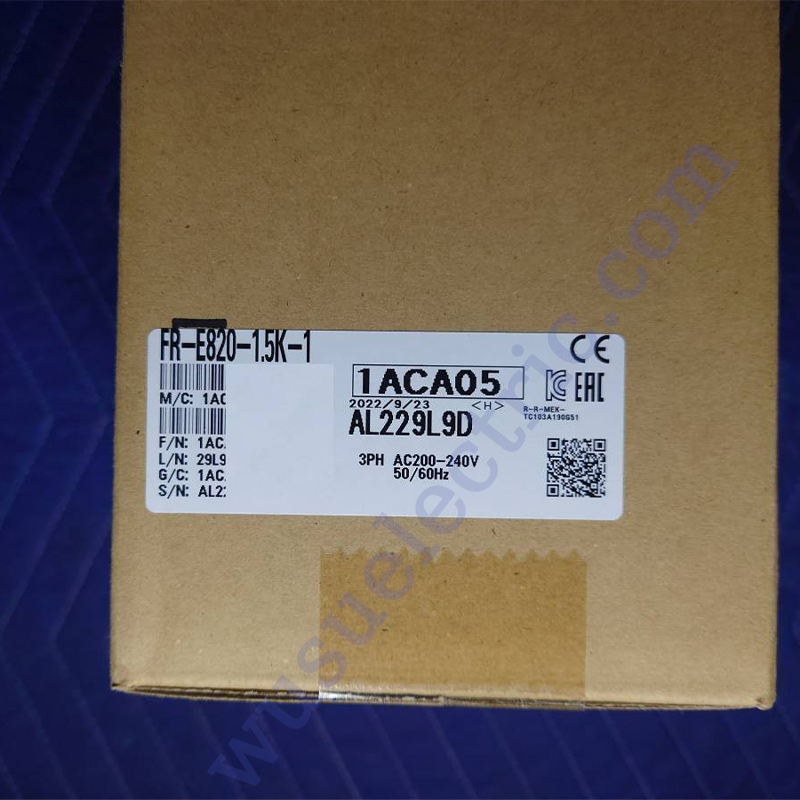 FR-E820-1.5K-1
CE
M/C: 1AC
1ACA05
2022/9/23 <H>
AL229L9D
EAC
R-R-MEK-
TC103A190G51
F/N: 1AC
L/N: 29L9
G/C: 1AC
S/N: AL22
3PH AC200-240V
50/60Hz
wusuelectric.com